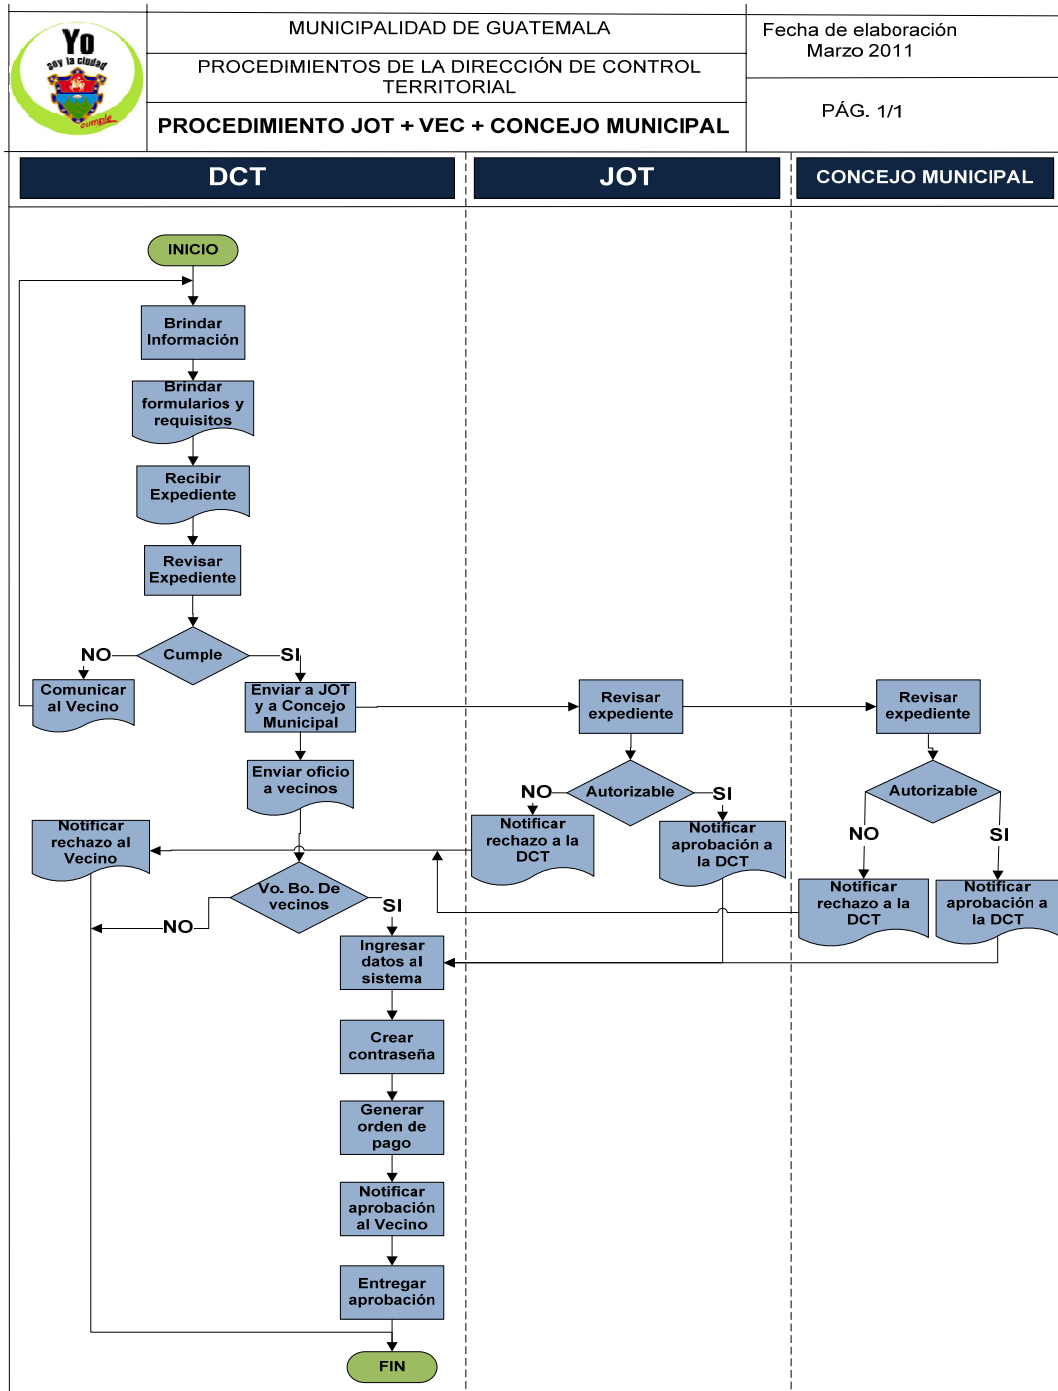 Yo
soy la ciudad
cumple
MUNICIPALIDAD DE GUATEMALA
PROCEDIMIENTOS DE LA DIRECCIÓN DE CONTROL
TERRITORIAL
PROCEDIMIENTO JOT + VEC + CONCEJO MUNICIPAL
Fecha de elaboración
Marzo 2011
PÁG. 1/1
DCT
JOT
CONCEJO MUNICIPAL
INICIO
Brindar
Información
Brindar
formularios y
requisitos
Recibir
Expediente
Revisar
Expediente
Cumple
NO
SI
Comunicar
al Vecino
Enviar a JOT
y a Concejo
Municipal
Revisar
expediente
Revisar
expediente
Enviar oficio
a vecinos
Autorizable
NO
SI
Autorizable
NO
SI
Notificar
rechazo al
Vecino
Notificar
rechazo a la
DCT
Notificar
aprobación a
la DCT
Notificar
rechazo a la
DCT
Notificar
aprobación a
la DCT
Vo. Bo. De
vecinos
NO
SI
Ingresar
datos al
sistema
Crear
contraseña
Generar
orden de
pago
Notificar
aprobación
al Vecino
Entregar
aprobación
FIN